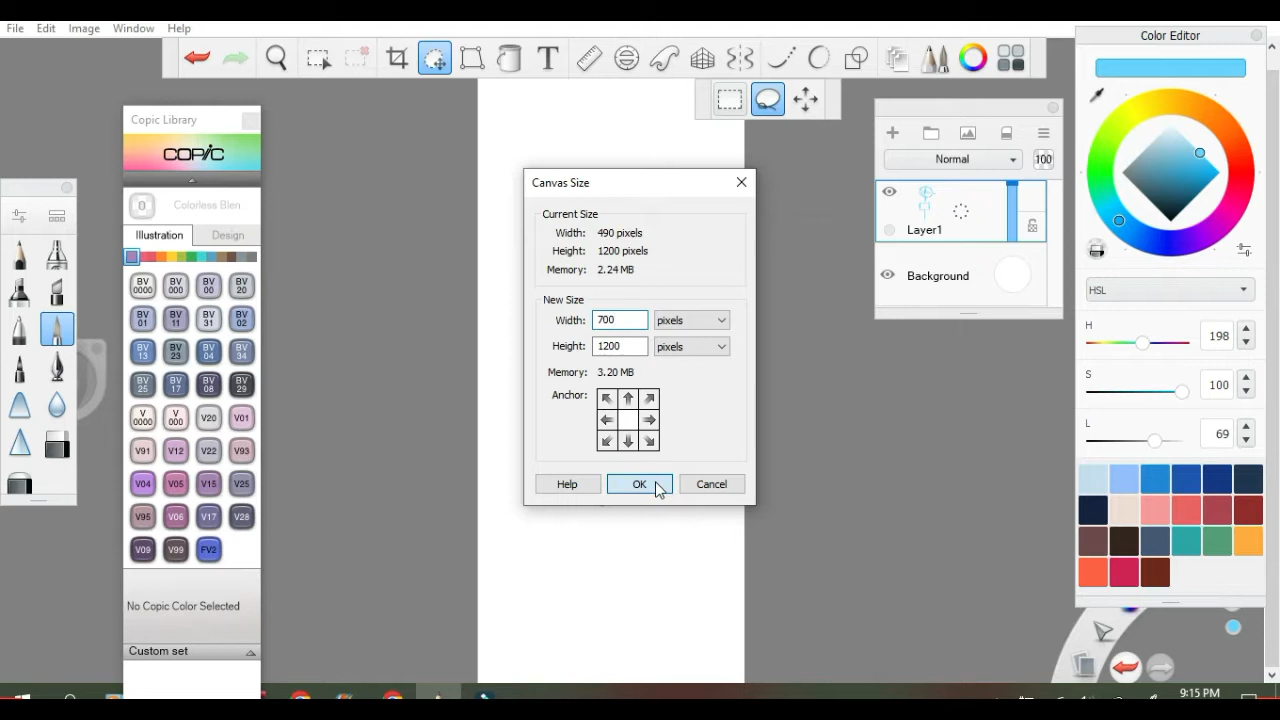 File Edit Image Window Help
Color Editor
Copic Library
COPIC
0 Colorless Blen
Illustration Design
BV 0000 BV 000 BV 00 BV 20
BV 01 BV 11 BV 31 BV 02
BV 13 BV 23 BV 04 BV 34
BV 25 BV 17 BV 08 BV 29
V 0000 V 000 V20 V01
V91 V12 V22 V93
V04 V05 V15 V25
V95 V06 V17 V28
V09 V99 FV2
No Copic Color Selected
Custom set
Canvas Size
Current Size
Width: 490 pixels
Height: 1200 pixels
Memory: 2.24 MB
New Size
Width: 700 pixels
Height: 1200 pixels
Memory: 3.20 MB
Anchor:
Help OK Cancel
Normal 100
Layer1
Background
HSL
H 198
S 100
L 69
9:15 PM